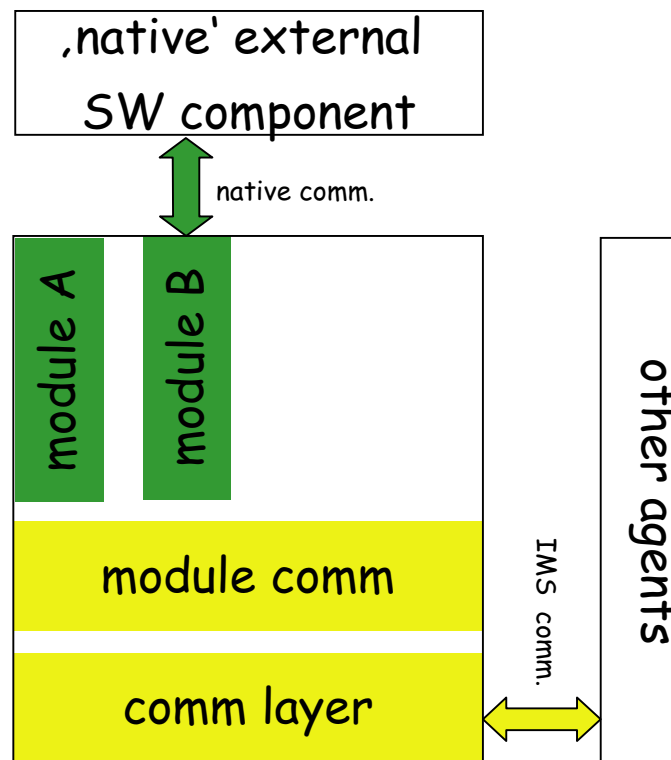 ‚native‘ external
SW component
native comm.
module A
module B
module comm
comm layer
IMS comm.
other agents